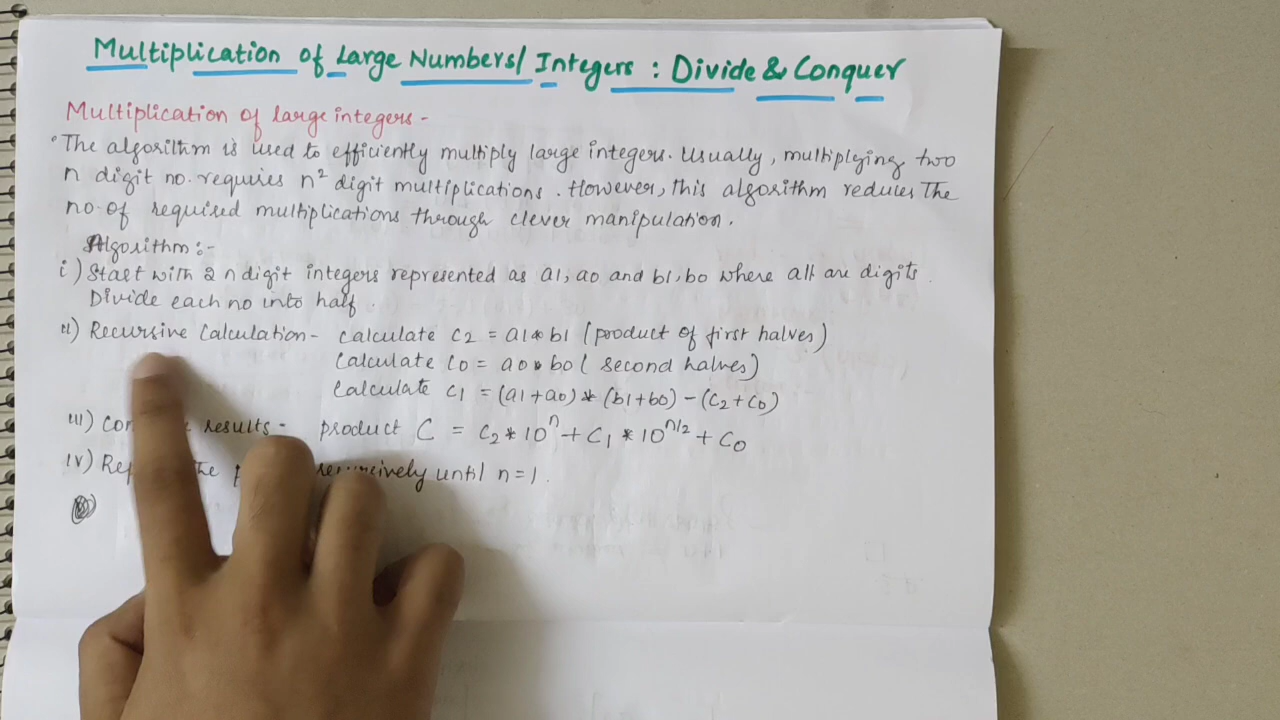 Multiplication of Large Numbers/ Integers : Divide & Conquer
Multiplication of large integers -
The algorithm is used to efficiently multiply large integers. Usually, multiplying two
n digit no. requires n² digit multiplications. However, this algorithm reduces the
no. of required multiplications through clever manipulation.
Algorithm :-
i) Start with 2 n digit integers represented as a1, a0 and b1, b0 where all are digits.
Divide each no into half.
ii) Recursive Calculation - Calculate C2 = a1 * b1 (product of first halves)
Calculate C0 = a0 * b0 ( second halves)
Calculate C1 = (a1+a0) * (b1+b0) - (C2+C0)
iii) results - product C = C2 * 10^n + C1 * 10^n/2 + C0
iv) the recursively until n=1.